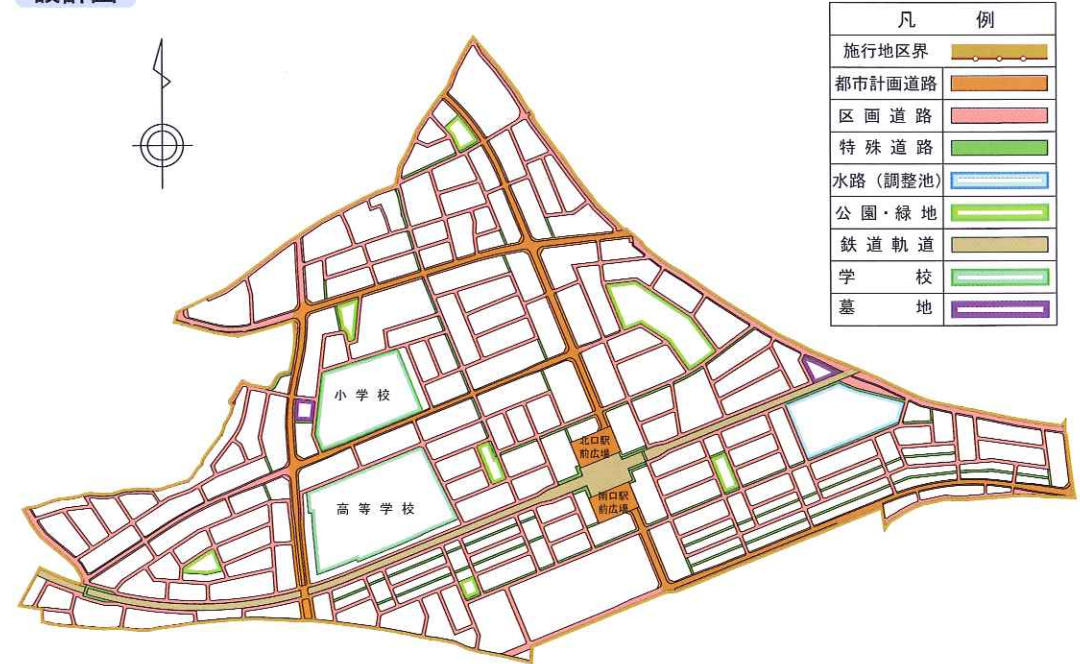 設計図
凡 例
施行地区界
都市計画道路
区画道路
特殊道路
水路（調整池）
公園・緑地
鉄道軌道
学 校
墓 地
小学校
高等学校
北口駅
前広場
南口駅
前広場